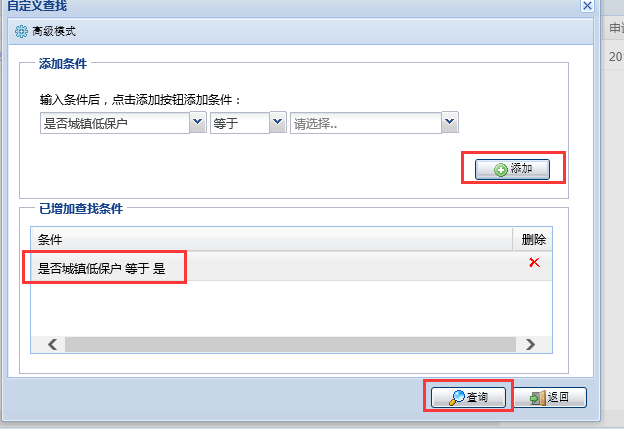 自定义查找
申请
高级模式
201
添加条件
输入条件后，点击添加按钮添加条件：
是否城镇低保户 等于 请选择..
添加
已增加查找条件
条件 删除
是否城镇低保户 等于 是
查询 返回